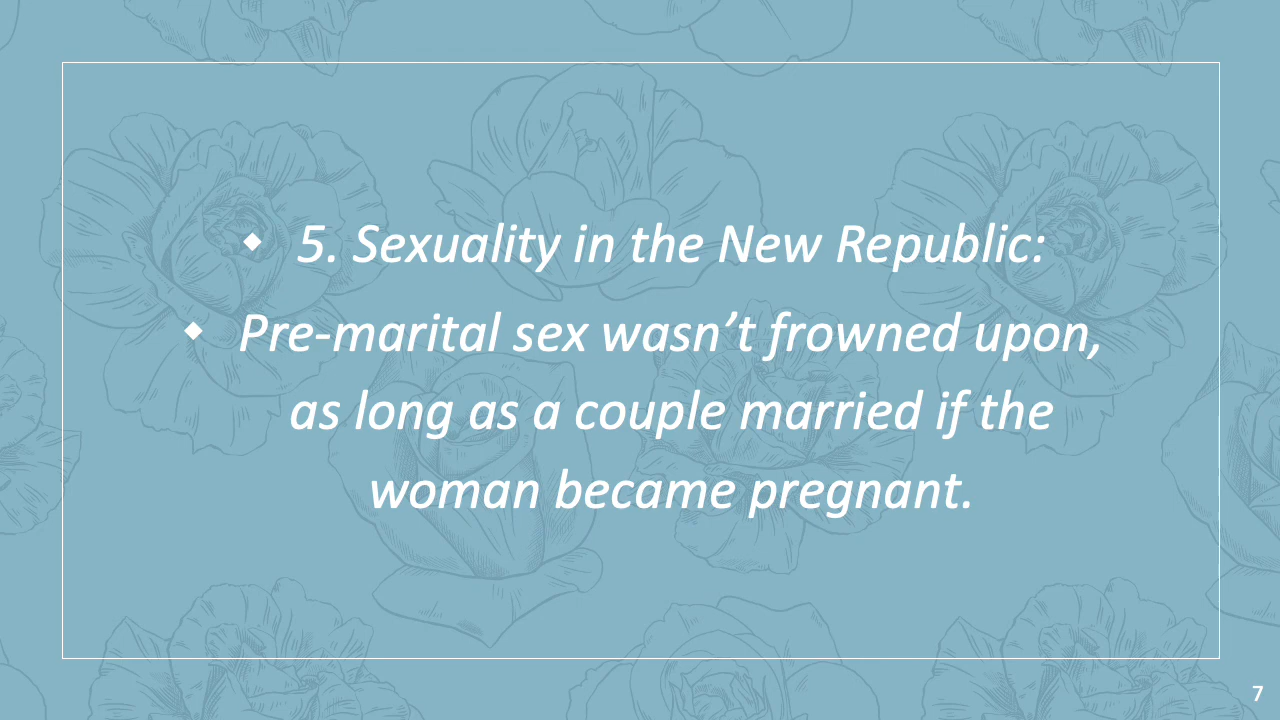 ◆ 5. Sexuality in the New Republic:
◆ Pre-marital sex wasn’t frowned upon,
as long as a couple married if the
woman became pregnant.
7